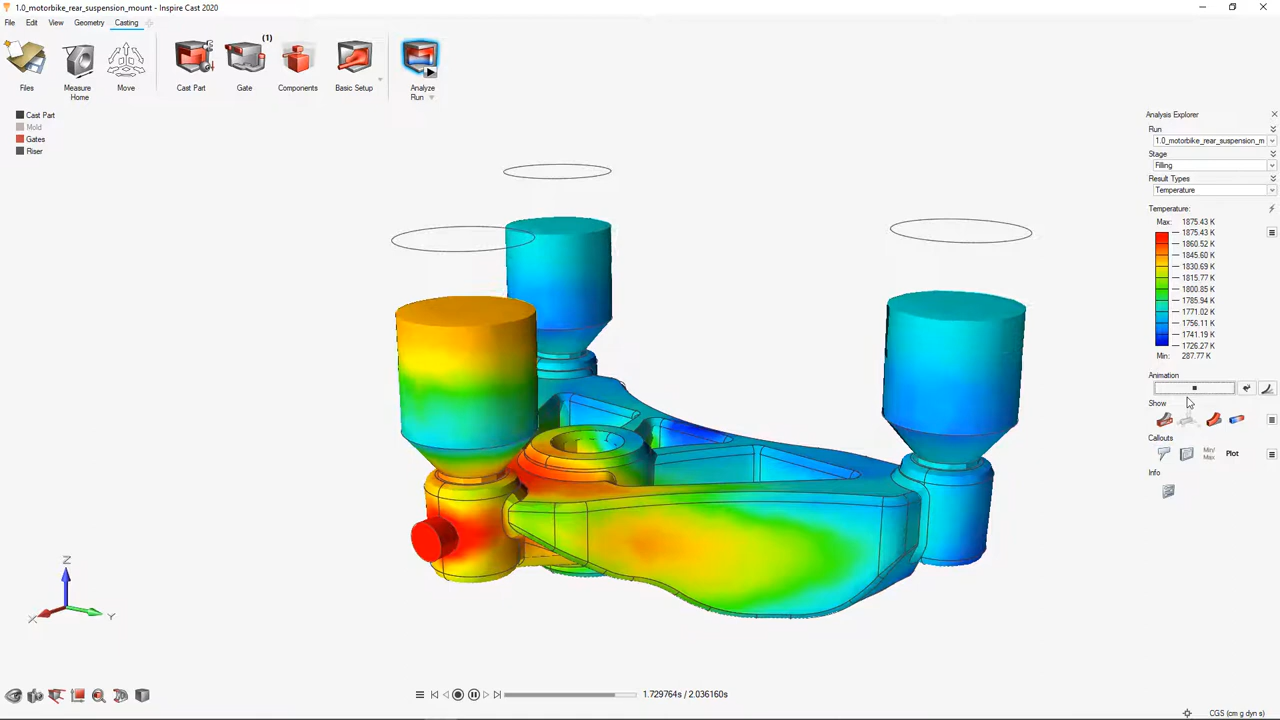 1.0_motorbike_rear_suspension_mount - Inspire Cast 2020
File Edit View Geometry Casting
(1)
Files
Measure
Home
Move
Cast Part
Gate
Components
Basic Setup
Analyze
Run
Cast Part
Mold
Gates
Riser
Analysis Explorer
Run
1.0_motorbike_rear_suspension_m
Stage
Filling
Result Types
Temperature
Temperature:
Max: 1875.43 K
1875.43 K
1860.52 K
1845.60 K
1830.69 K
1815.77 K
1800.85 K
1785.94 K
1771.02 K
1756.11 K
1741.19 K
1726.27 K
Min: 287.77 K
Animation
Show
Callouts
Min/
Max
Plot
Info
Z
X
Y
1.729764s / 2.036160s
CGS (cm g dyn s)